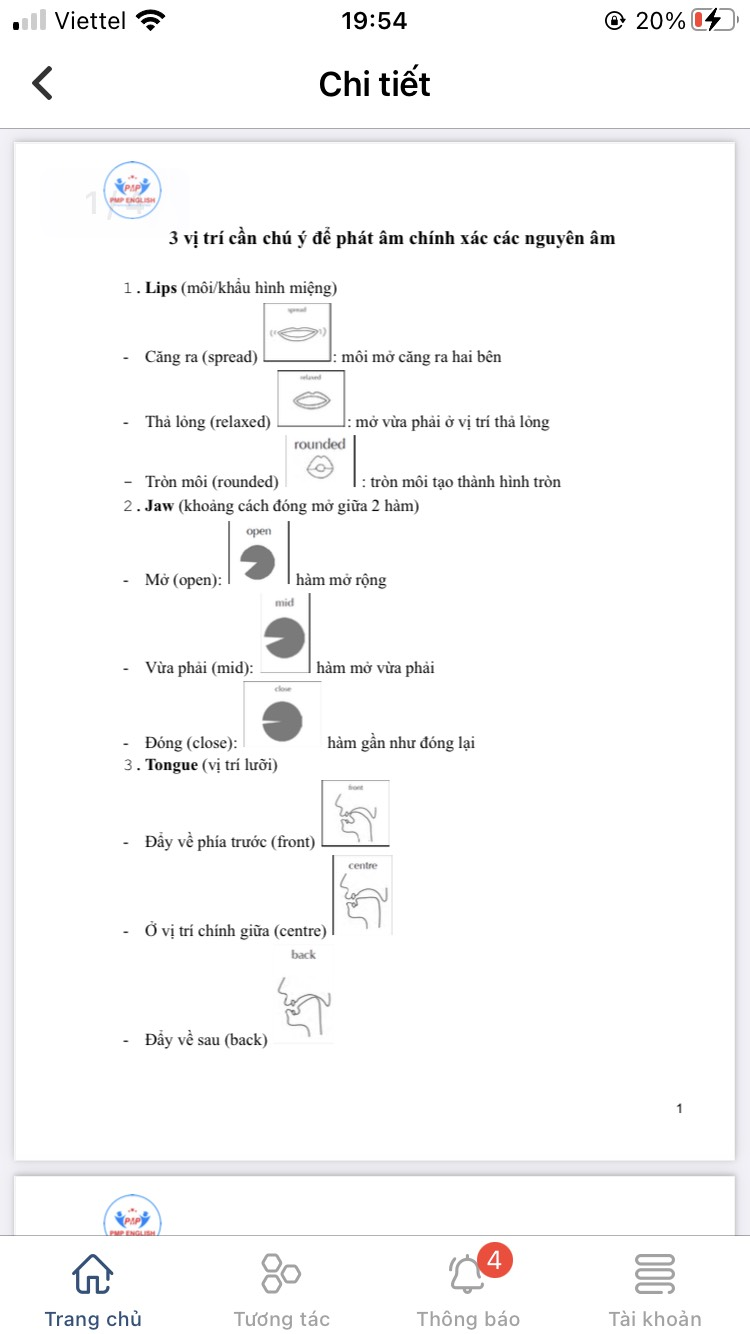 Viettel 19:54 20%
Chi tiết
PMP
PMP ENGLISH
3 vị trí cần chú ý để phát âm chính xác các nguyên âm
1 . Lips (môi/khẩu hình miệng)
spread
- Căng ra (spread) : môi mở căng ra hai bên
relaxed
- Thả lỏng (relaxed) : mở vừa phải ở vị trí thả lỏng
rounded
- Tròn môi (rounded) : tròn môi tạo thành hình tròn
2 . Jaw (khoảng cách đóng mở giữa 2 hàm)
open
- Mở (open): hàm mở rộng
mid
- Vừa phải (mid): hàm mở vừa phải
close
- Đóng (close): hàm gần như đóng lại
3 . Tongue (vị trí lưỡi)
front
- Đẩy về phía trước (front)
centre
- Ở vị trí chính giữa (centre)
back
- Đẩy về sau (back)
1
PMP
PMP ENGLISH
4
Trang chủ Tương tác Thông báo Tài khoản